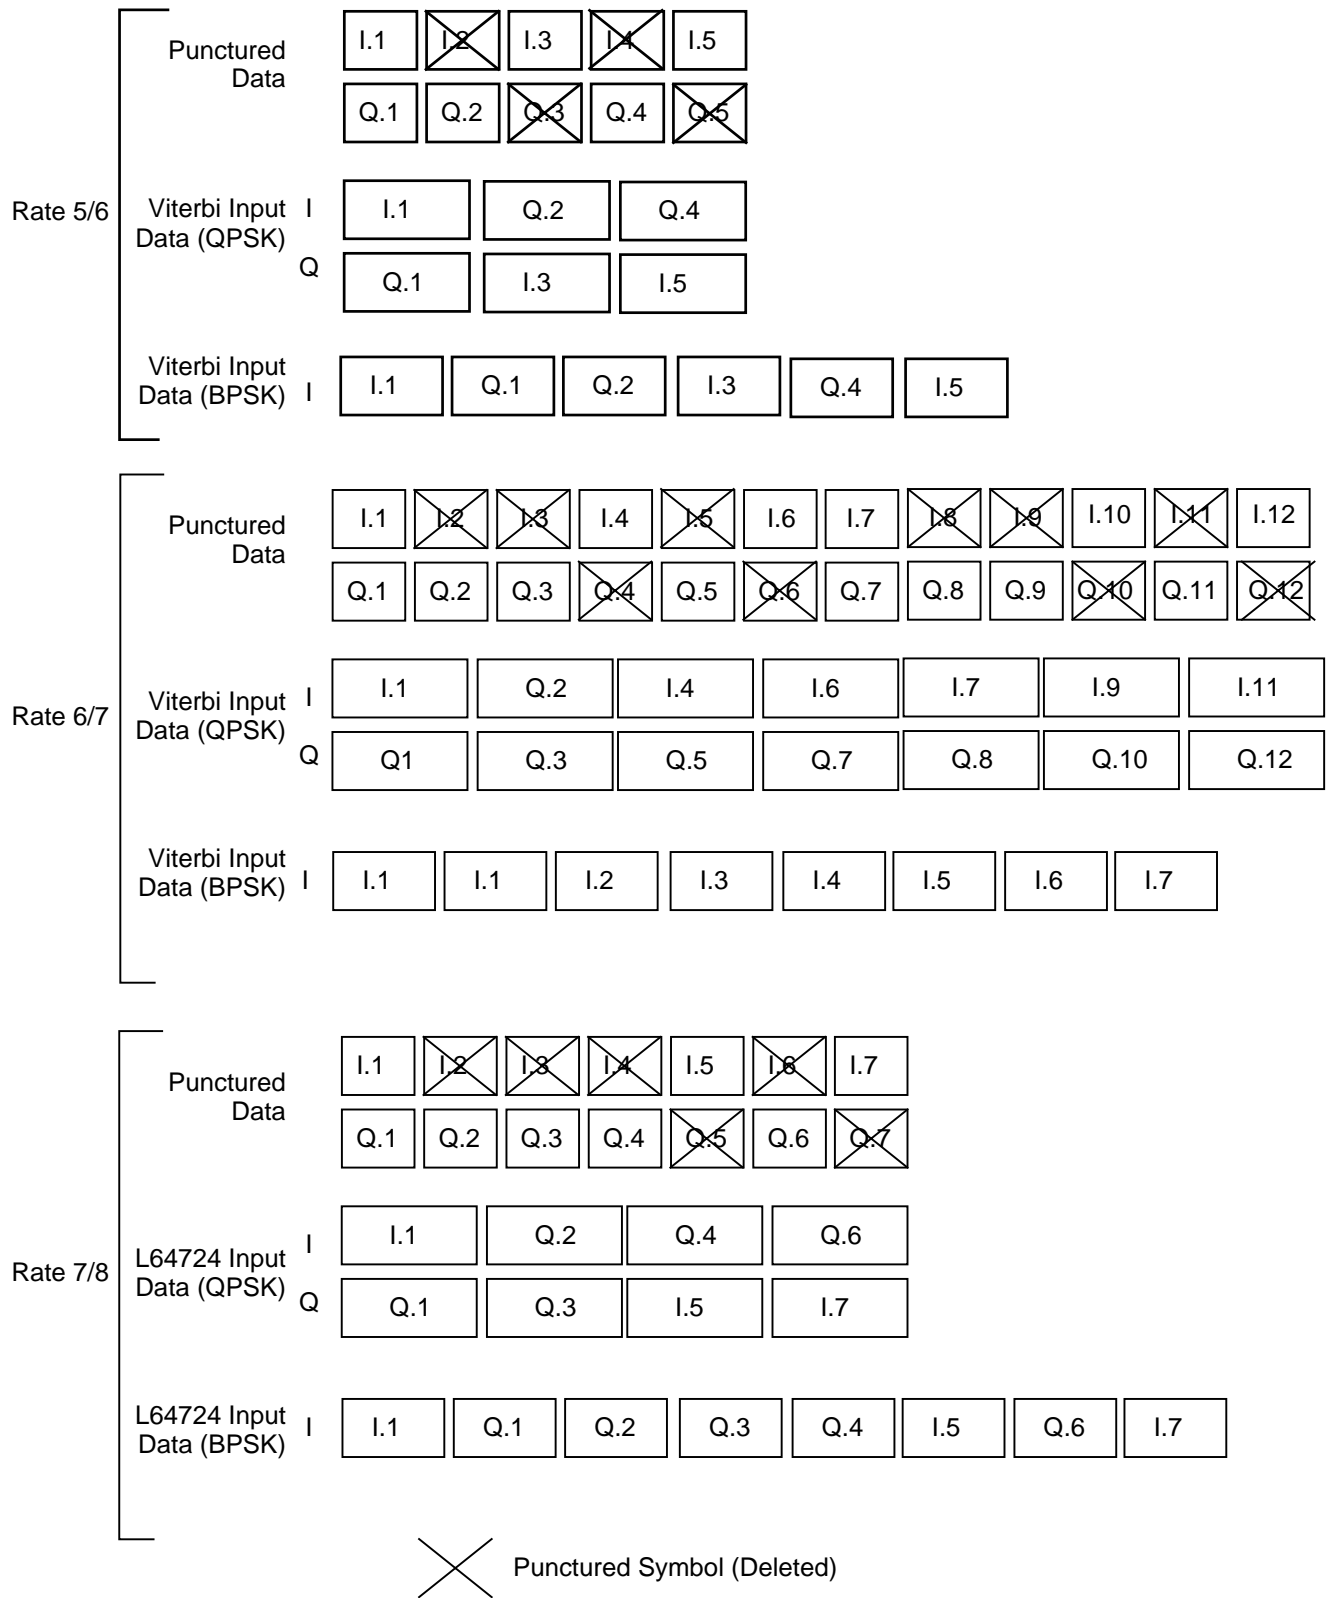 Punctured Data
I.1 I.2 I.3 I.4 I.5
Q.1 Q.2 Q.3 Q.4 Q.5
Rate 5/6
Viterbi Input Data (QPSK)
I I.1 Q.2 Q.4
Q Q.1 I.3 I.5
Viterbi Input Data (BPSK)
I I.1 Q.1 Q.2 I.3 Q.4 I.5
Punctured Data
I.1 I.2 I.3 I.4 I.5 I.6 I.7 I.8 I.9 I.10 I.11 I.12
Q.1 Q.2 Q.3 Q.4 Q.5 Q.6 Q.7 Q.8 Q.9 Q.10 Q.11 Q.12
Rate 6/7
Viterbi Input Data (QPSK)
I I.1 Q.2 I.4 I.6 I.7 I.9 I.11
Q Q1 Q.3 Q.5 Q.7 Q.8 Q.10 Q.12
Viterbi Input Data (BPSK)
I I.1 I.1 I.2 I.3 I.4 I.5 I.6 I.7
Punctured Data
I.1 I.2 I.3 I.4 I.5 I.6 I.7
Q.1 Q.2 Q.3 Q.4 Q.5 Q.6 Q.7
Rate 7/8
L64724 Input Data (QPSK)
I I.1 Q.2 Q.4 Q.6
Q Q.1 Q.3 I.5 I.7
L64724 Input Data (BPSK)
I I.1 Q.1 Q.2 Q.3 Q.4 I.5 Q.6 I.7
Punctured Symbol (Deleted)